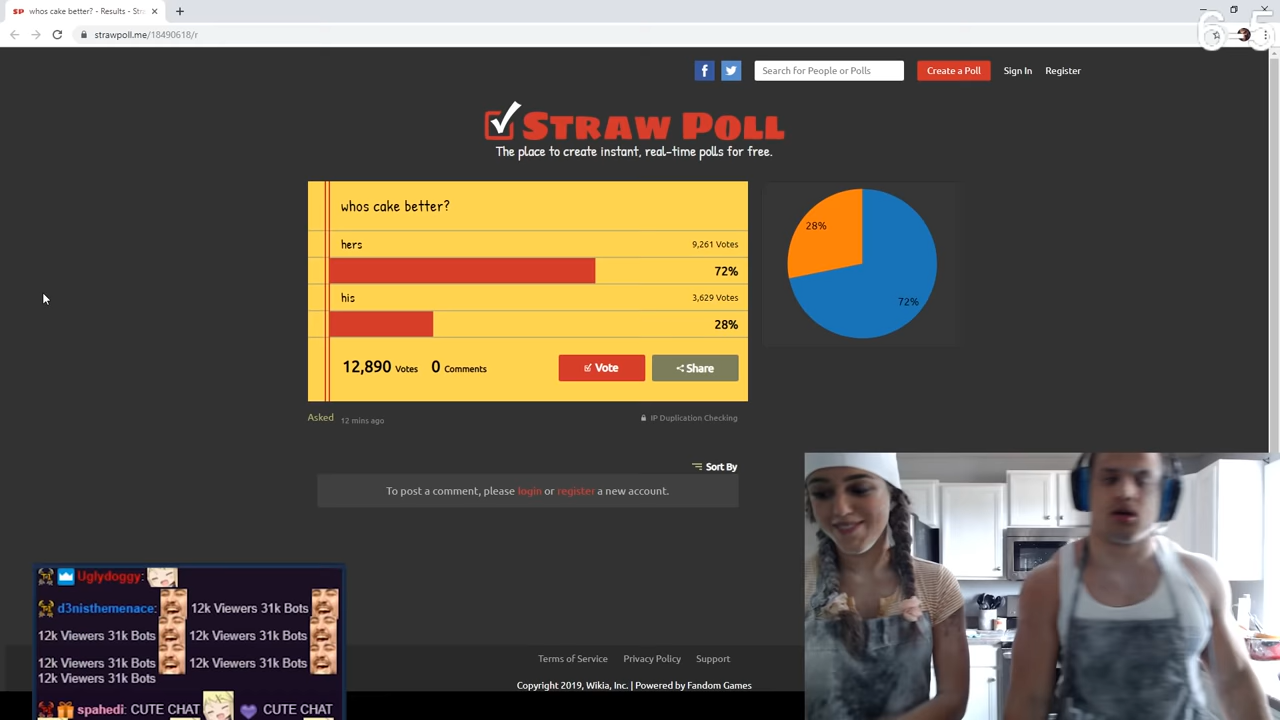 whos cake better? - Results - Stra
6 5
strawpoll.me/18490618/r
Search for People or Polls
Create a Poll
Sign In
Register
STRAW POLL
The place to create instant, real-time polls for free.
whos cake better?
hers
9,261 Votes
72%
his
3,629 Votes
28%
12,890 Votes 0 Comments
Vote
Share
28%
72%
Asked 12 mins ago
IP Duplication Checking
Sort By
To post a comment, please login or register a new account.
Uglydoggy:
d3nisthemenace: 12k Viewers 31k Bots
12k Viewers 31k Bots 12k Viewers 31k Bots
12k Viewers 31k Bots 12k Viewers 31k Bots
12k Viewers 31k Bots
spahedi: CUTE CHAT CUTE CHAT
Terms of Service
Privacy Policy
Support
Copyright 2019, Wikia, Inc. | Powered by Fandom Games